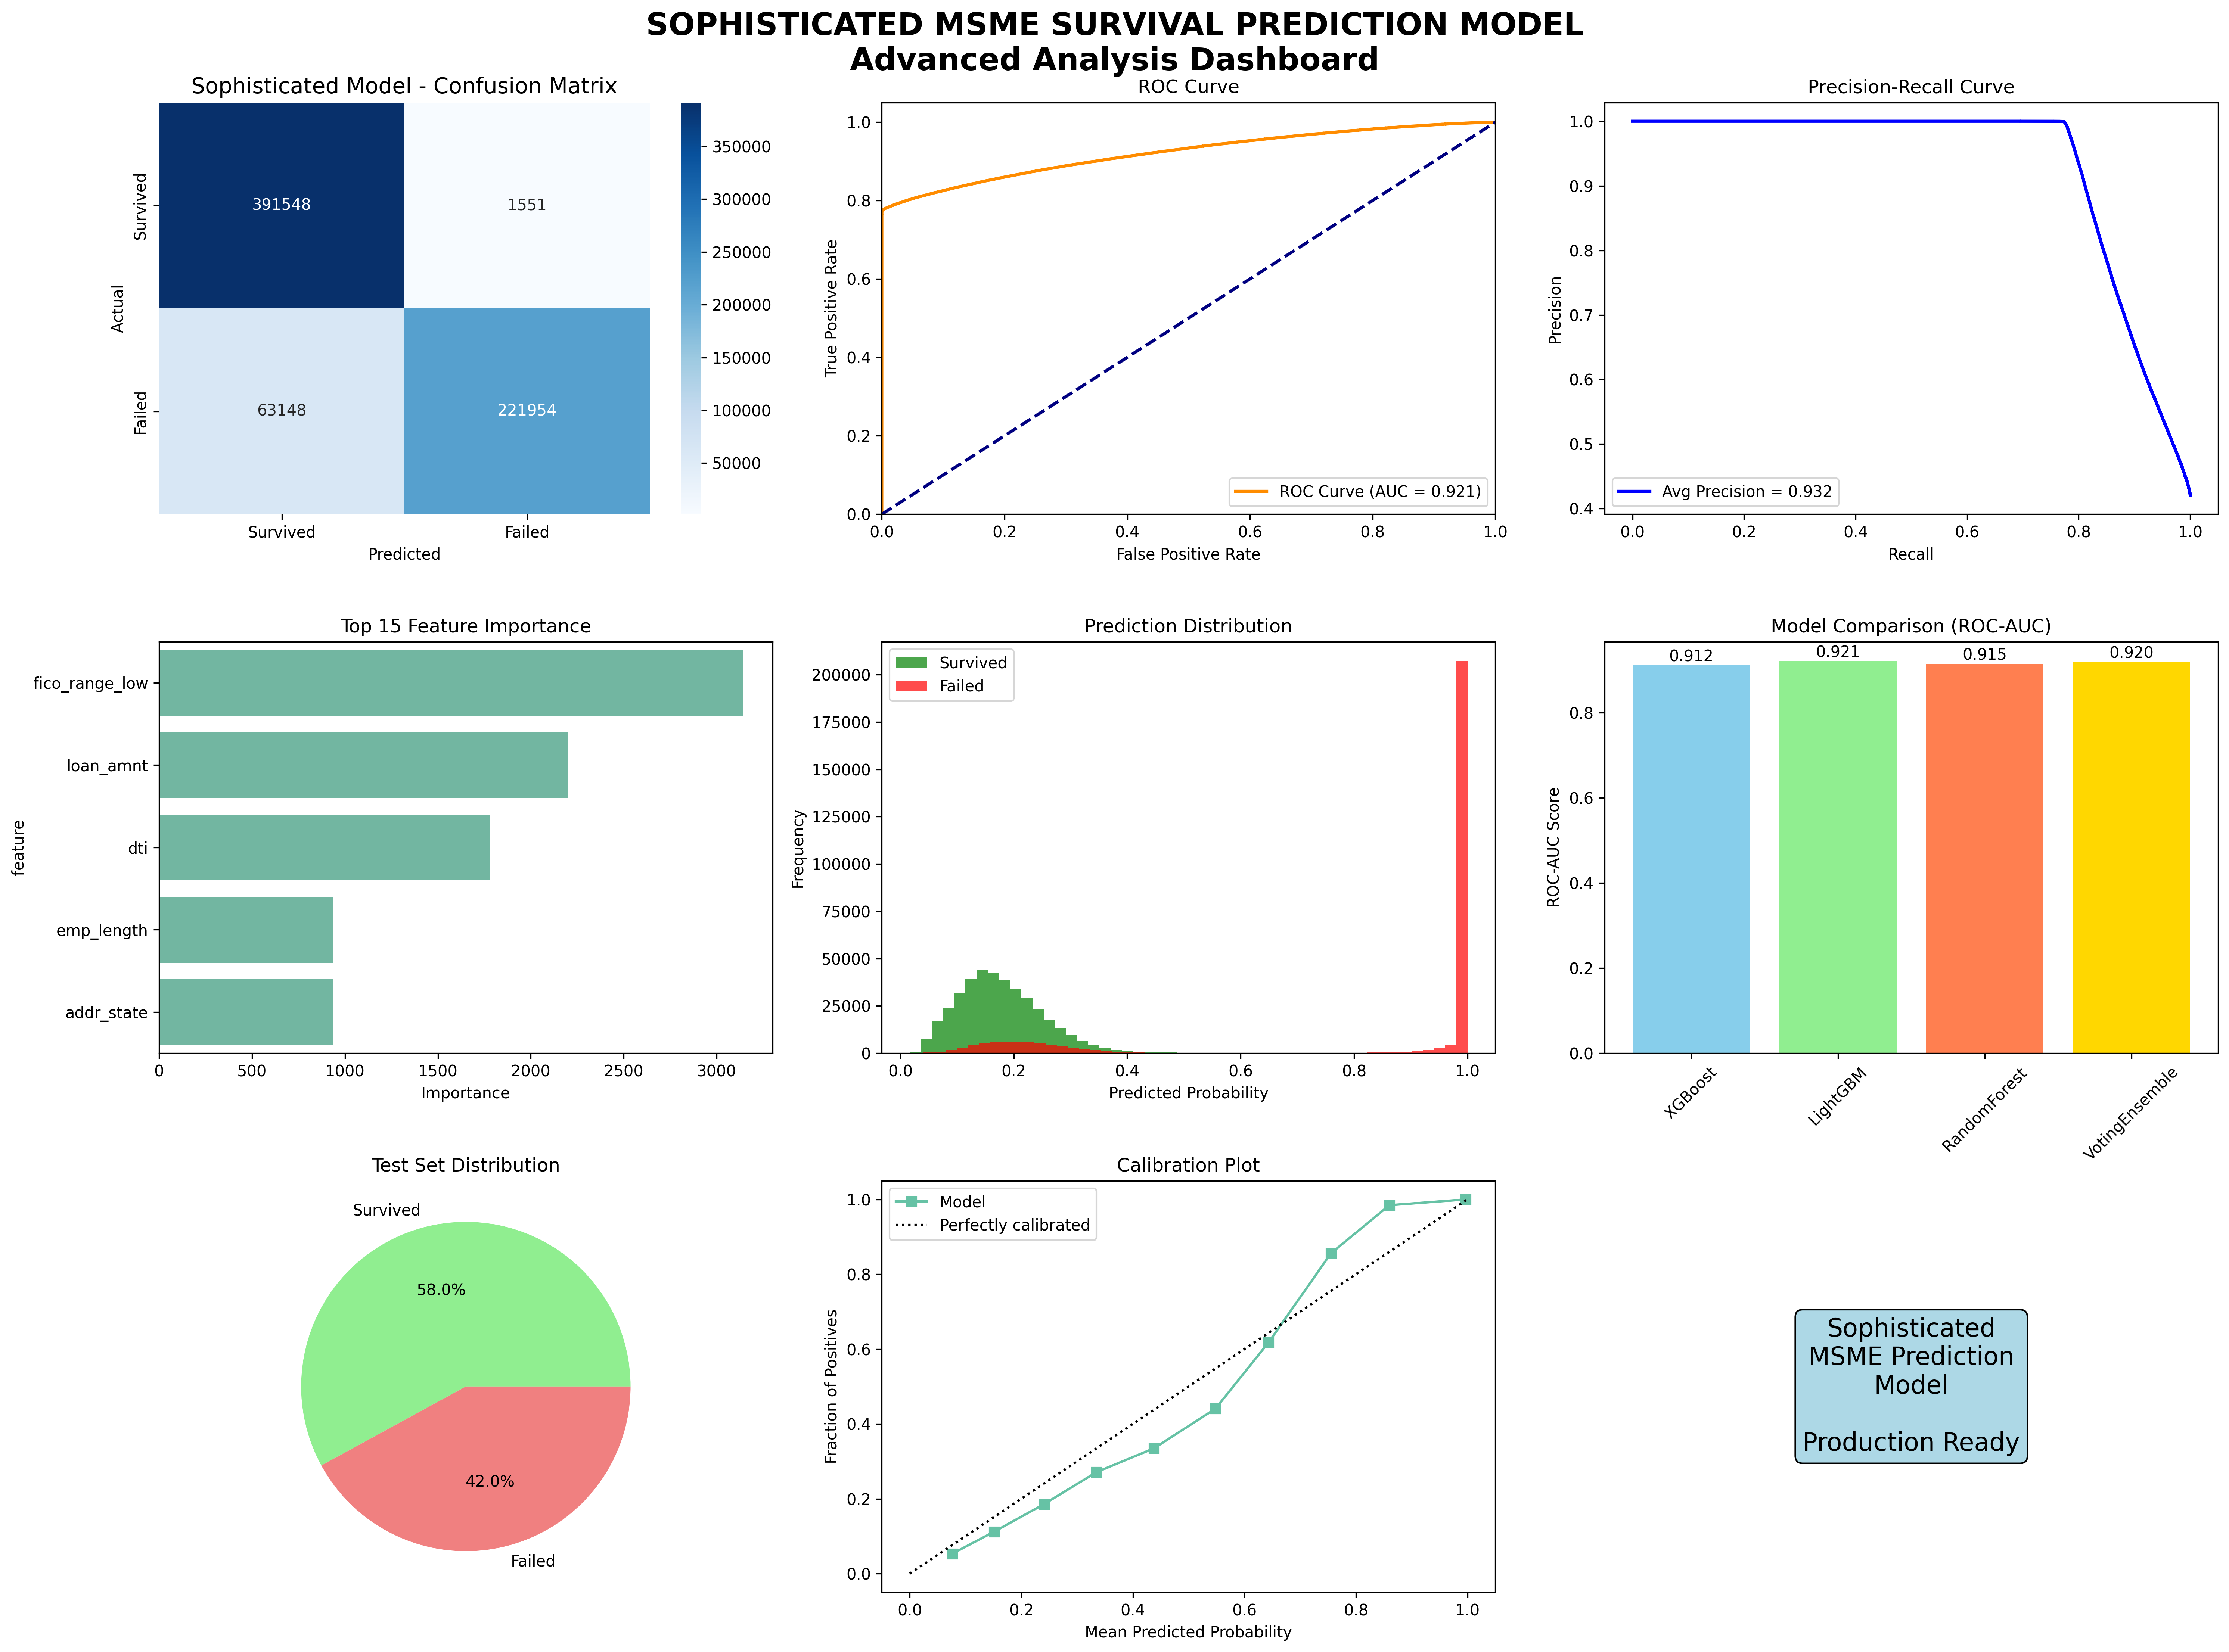 SOPHISTICATED MSME SURVIVAL PREDICTION MODEL
Advanced Analysis Dashboard
Sophisticated Model - Confusion Matrix
Actual
Survived
Failed
391548
1551
63148
221954
Survived
Failed
Predicted
350000
300000
250000
200000
150000
100000
50000
ROC Curve
True Positive Rate
1.0
0.8
0.6
0.4
0.2
0.0
ROC Curve (AUC = 0.921)
0.0
0.2
0.4
0.6
0.8
1.0
False Positive Rate
Precision-Recall Curve
Precision
1.0
0.9
0.8
0.7
0.6
0.5
0.4
Avg Precision = 0.932
0.0
0.2
0.4
0.6
0.8
1.0
Recall
Top 15 Feature Importance
feature
fico_range_low
loan_amnt
dti
emp_length
addr_state
0
500
1000
1500
2000
2500
3000
Importance
Prediction Distribution
Frequency
Survived
Failed
200000
175000
150000
125000
100000
75000
50000
25000
0
0.0
0.2
0.4
0.6
0.8
1.0
Predicted Probability
Model Comparison (ROC-AUC)
ROC-AUC Score
0.912
0.921
0.915
0.920
0.8
0.6
0.4
0.2
0.0
XGBoost
LightGBM
RandomForest
VotingEnsemble
Test Set Distribution
Survived
58.0%
42.0%
Failed
Calibration Plot
Fraction of Positives
Model
Perfectly calibrated
1.0
0.8
0.6
0.4
0.2
0.0
0.0
0.2
0.4
0.6
0.8
1.0
Mean Predicted Probability
Sophisticated
MSME Prediction
Model
Production Ready